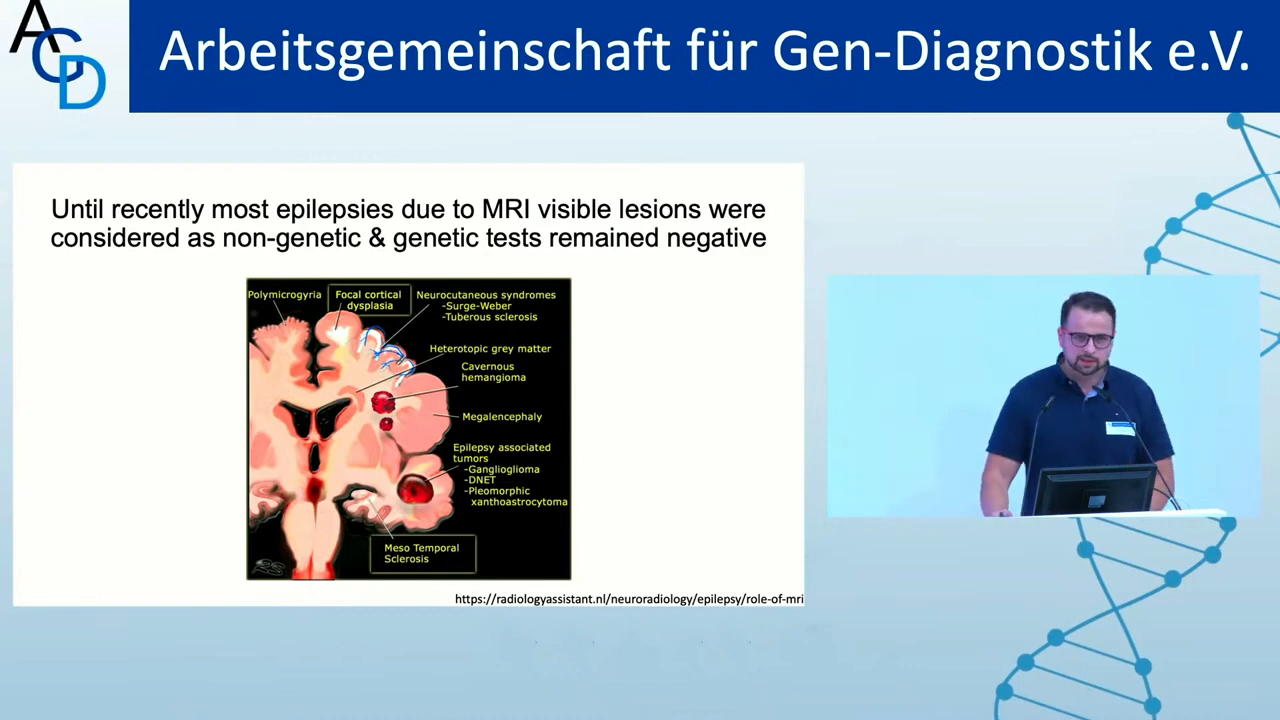 AGD
Arbeitsgemeinschaft für Gen-Diagnostik e.V.
Until recently most epilepsies due to MRI visible lesions were
considered as non-genetic & genetic tests remained negative
Polymicrogyria
Focal cortical
dysplasia
Neurocutaneous syndromes
-Surge-Weber
-Tuberous sclerosis
Heterotopic grey matter
Cavernous
hemangioma
Megalencephaly
Epilepsy associated
tumors
-Ganglioglioma
-DNET
-Pleomorphic
xanthoastrocytoma
Meso Temporal
Sclerosis
RS
https://radiologyassistant.nl/neuroradiology/epilepsy/role-of-mri